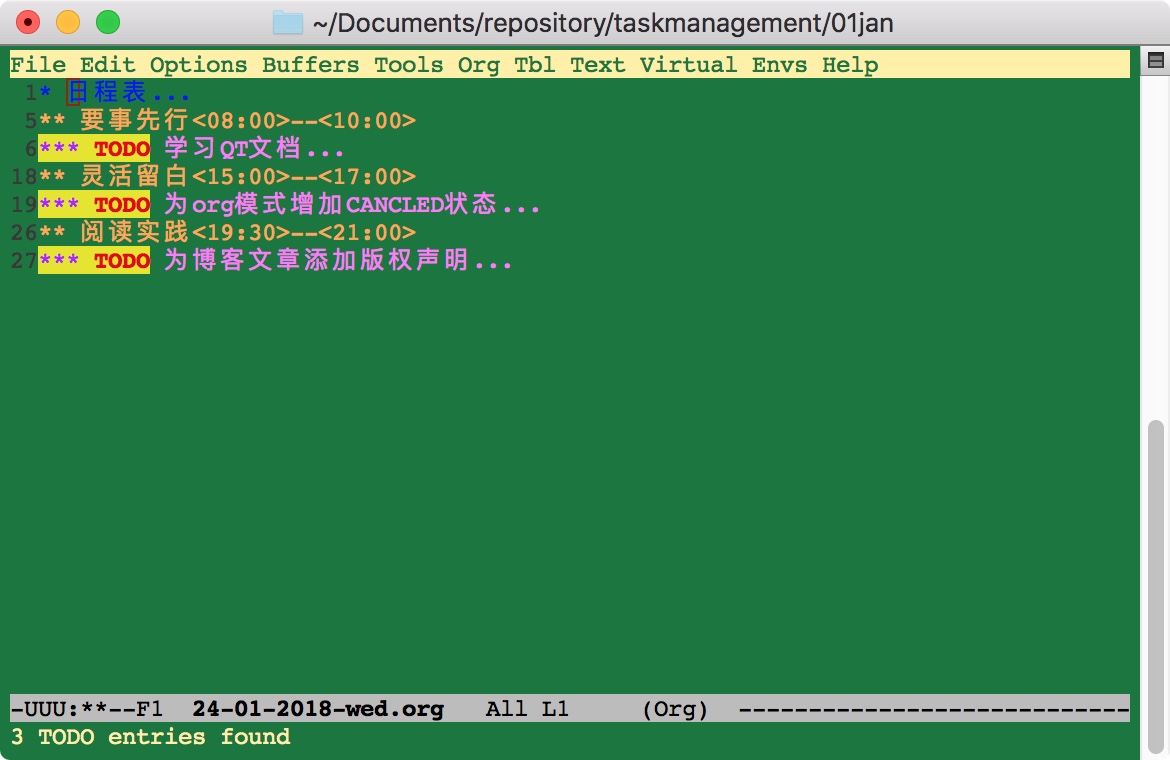 ~/Documents/repository/taskmanagement/01jan
File Edit Options Buffers Tools Org Tbl Text Virtual Envs Help
1* 日程表...
5** 要事先行<08:00>--<10:00>
6*** TODO 学习QT文档...
18** 灵活留白<15:00>--<17:00>
19*** TODO 为org模式增加CANCLED状态...
26** 阅读实践<19:30>--<21:00>
27*** TODO 为博客文章添加版权声明...
-UUU:**--F1  24-01-2018-wed.org   All L1     (Org)  ----------------------------
3 TODO entries found